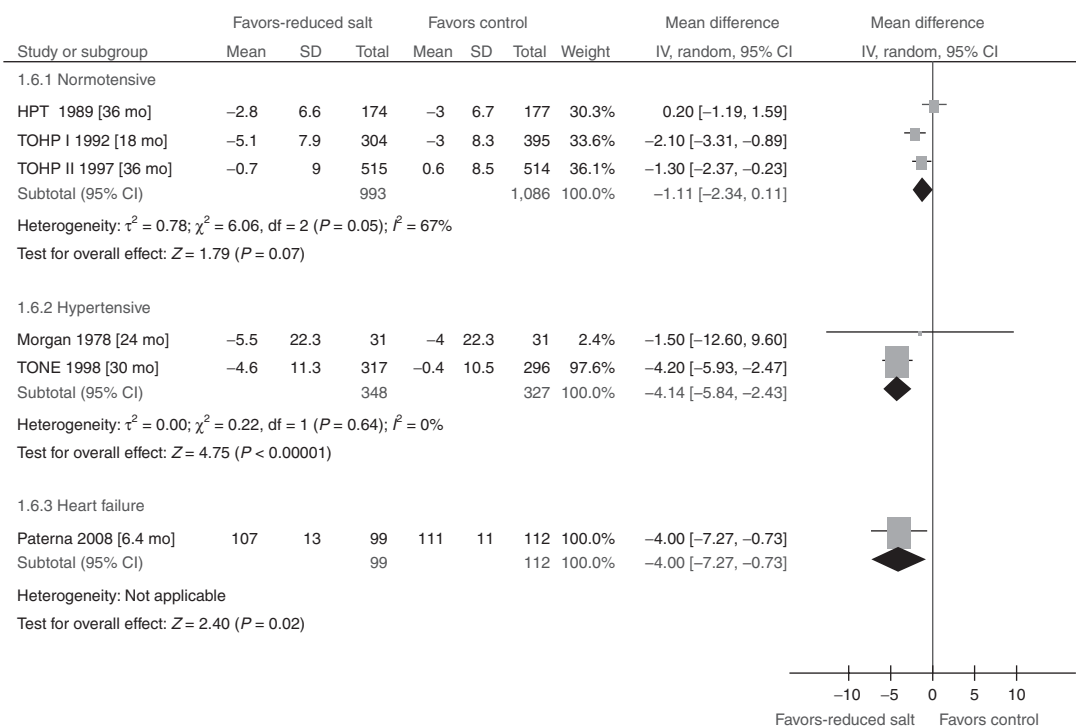 Favors-reduced salt Favors control Mean difference Mean difference
Study or subgroup Mean SD Total Mean SD Total Weight IV, random, 95% CI IV, random, 95% CI
1.6.1 Normotensive
HPT 1989 [36 mo] −2.8 6.6 174 −3 6.7 177 30.3% 0.20 [−1.19, 1.59]
TOHP I 1992 [18 mo] −5.1 7.9 304 −3 8.3 395 33.6% −2.10 [−3.31, −0.89]
TOHP II 1997 [36 mo] −0.7 9 515 0.6 8.5 514 36.1% −1.30 [−2.37, −0.23]
Subtotal (95% CI) 993 1,086 100.0% −1.11 [−2.34, 0.11]
Heterogeneity: τ² = 0.78; χ² = 6.06, df = 2 (P = 0.05); I² = 67%
Test for overall effect: Z = 1.79 (P = 0.07)
1.6.2 Hypertensive
Morgan 1978 [24 mo] −5.5 22.3 31 −4 22.3 31 2.4% −1.50 [−12.60, 9.60]
TONE 1998 [30 mo] −4.6 11.3 317 −0.4 10.5 296 97.6% −4.20 [−5.93, −2.47]
Subtotal (95% CI) 348 327 100.0% −4.14 [−5.84, −2.43]
Heterogeneity: τ² = 0.00; χ² = 0.22, df = 1 (P = 0.64); I² = 0%
Test for overall effect: Z = 4.75 (P < 0.00001)
1.6.3 Heart failure
Paterna 2008 [6.4 mo] 107 13 99 111 11 112 100.0% −4.00 [−7.27, −0.73]
Subtotal (95% CI) 99 112 100.0% −4.00 [−7.27, −0.73]
Heterogeneity: Not applicable
Test for overall effect: Z = 2.40 (P = 0.02)
−10 −5 0 5 10
Favors-reduced salt Favors control